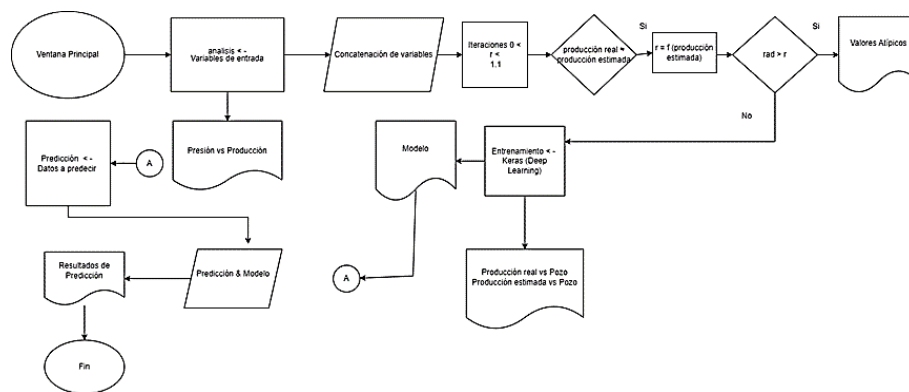 Ventana Principal
analisis < -
Variables de entrada
Concatenación de variables
Iteraciones 0 <
r <
1.1
producción real =
producción estimada
Si
r = f (producción
estimada)
rad > r
Si
Valores Atípicos
No
Presión vs Producción
Predicción < -
Datos a predecir
A
Modelo
Entrenamiento < -
Keras (Deep
Learning)
Resultados de
Predicción
Predicción & Modelo
A
Producción real vs Pozo
Producción estimada vs Pozo
Fin